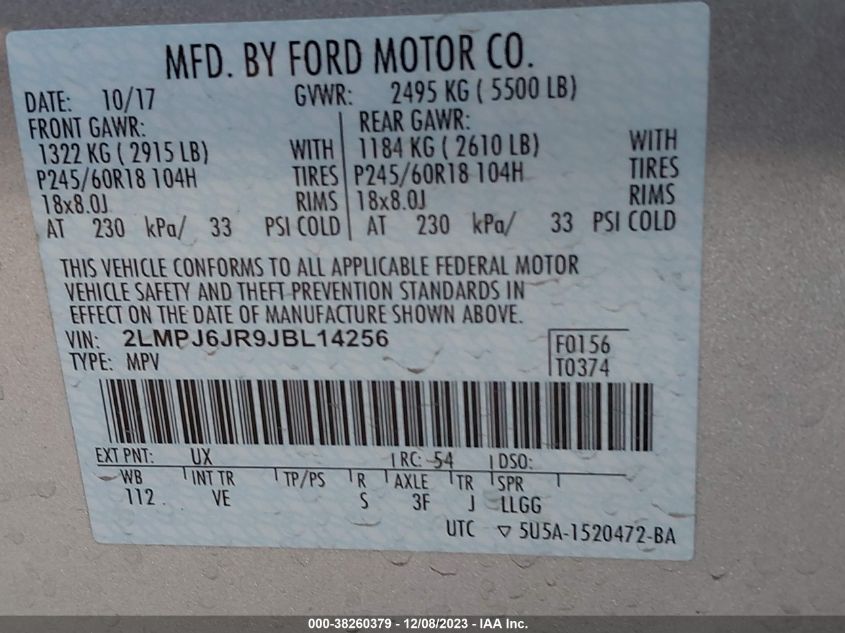 MFD. BY FORD MOTOR CO.
DATE: 10/17 GVWR: 2495 KG ( 5500 LB)
FRONT GAWR: REAR GAWR:
1322 KG ( 2915 LB) WITH 1184 KG ( 2610 LB) WITH
P245/60R18 104H TIRES P245/60R18 104H TIRES
18x8.0J RIMS 18x8.0J RIMS
AT 230 kPa/ 33 PSI COLD AT 230 kPa/ 33 PSI COLD
THIS VEHICLE CONFORMS TO ALL APPLICABLE FEDERAL MOTOR
VEHICLE SAFETY AND THEFT PREVENTION STANDARDS IN
EFFECT ON THE DATE OF MANUFACTURE SHOWN ABOVE.
VIN: 2LMPJ6JR9JBL14256 F0156
TYPE: MPV T0374
EXT PNT: UX RC: 54 DSO:
WB INT TR TP/PS R AXLE TR SPR
112 VE S 3F J LLGG
UTC ▽ 5U5A-1520472-BA
000-38260379 - 12/08/2023 - IAA Inc.